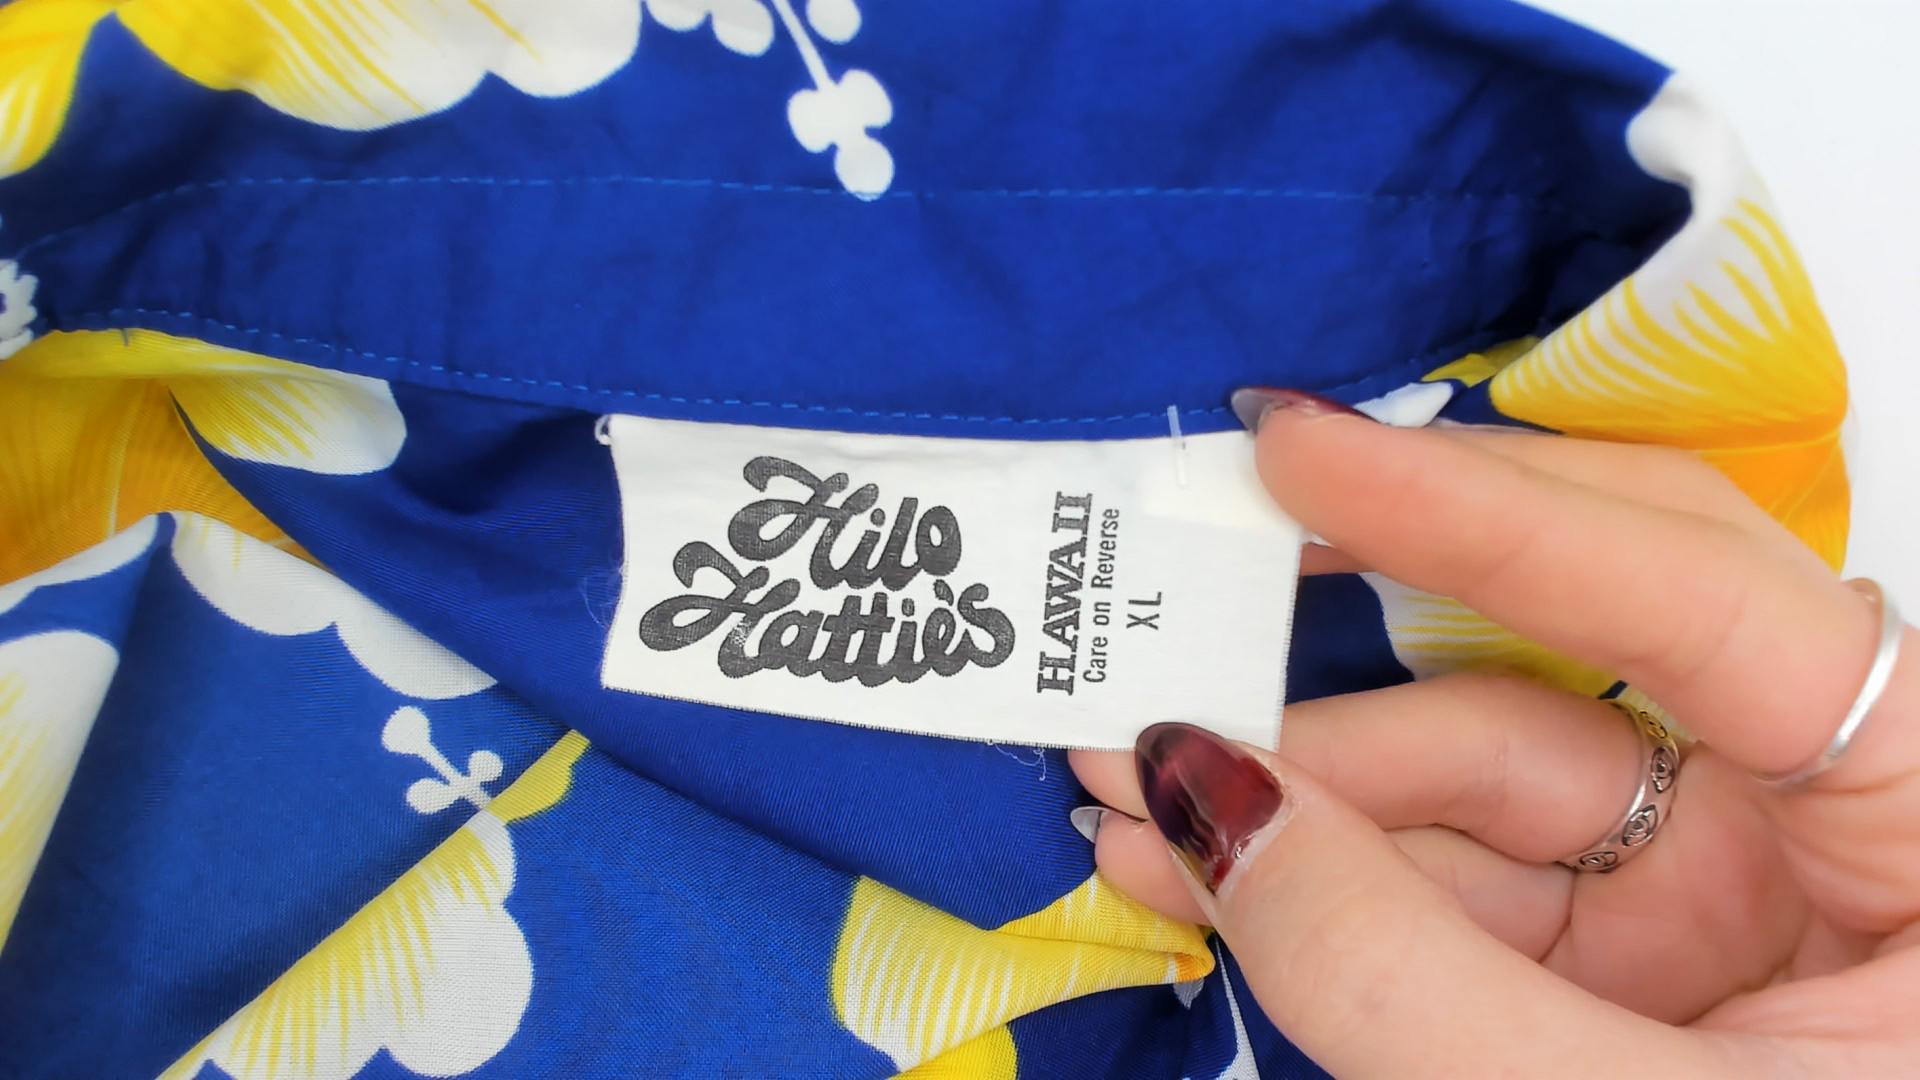 Hilo
Hattie's
HAWAII
Care on Reverse
XL